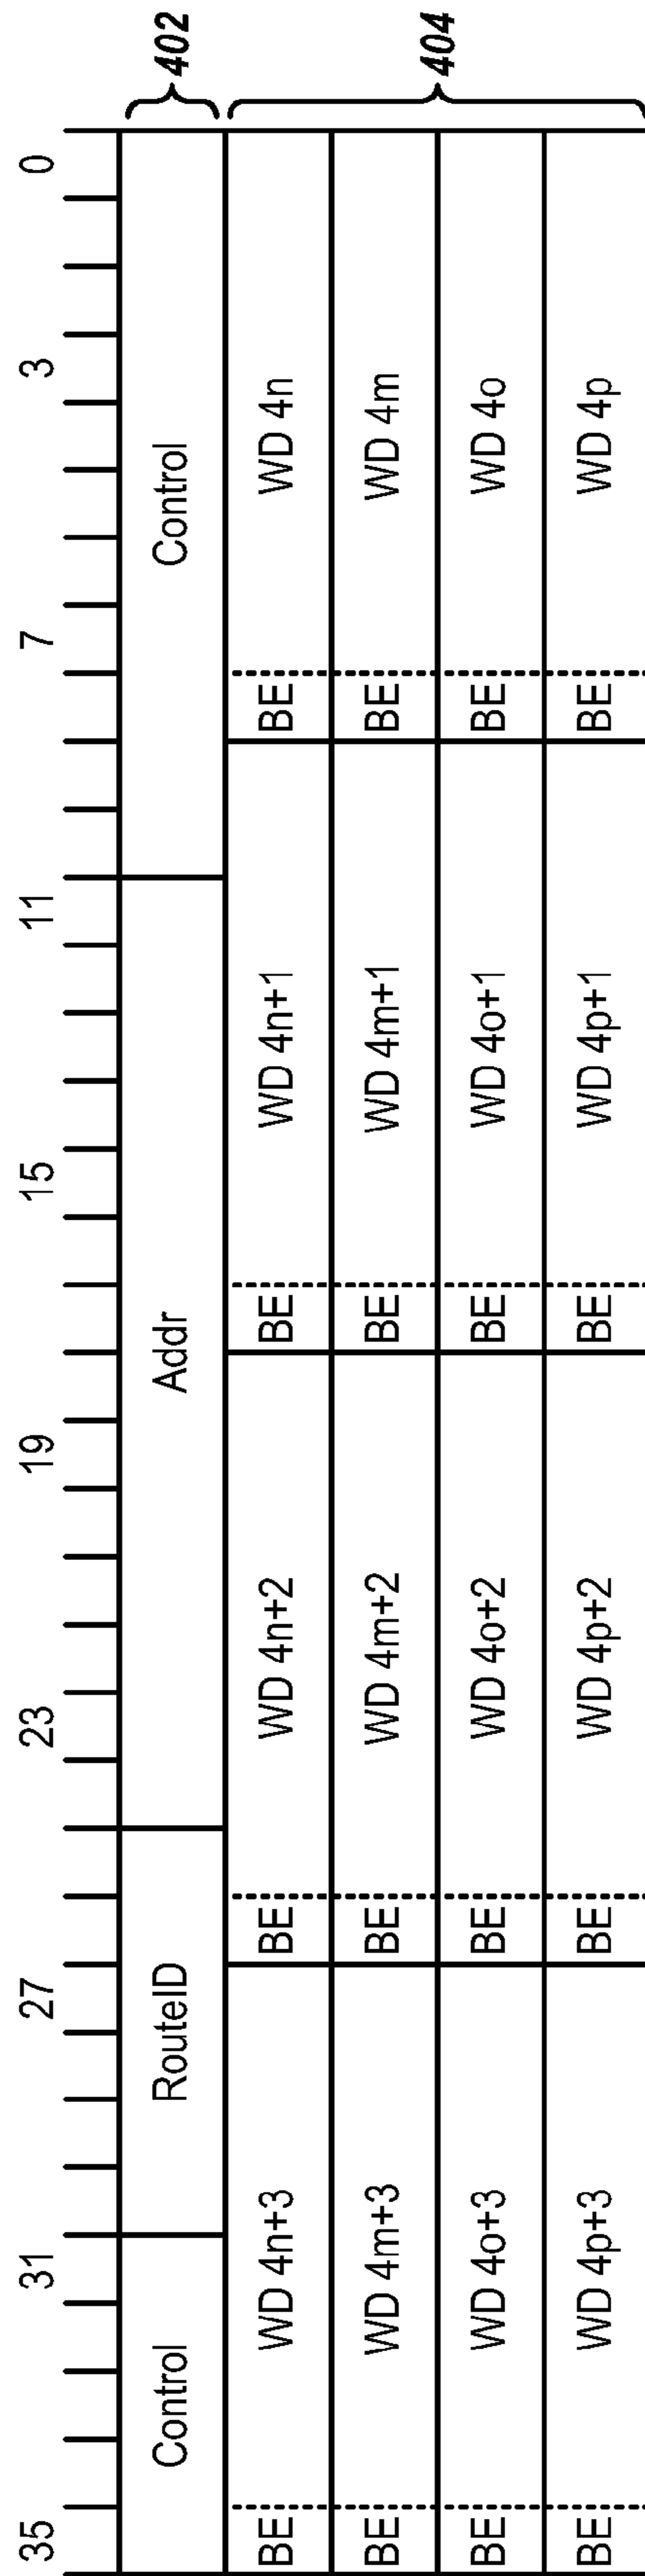 35 31 27 23 19 15 11 7 3 0
Control RouteID Addr Control 402
BE WD 4n+3 BE WD 4n+2 BE WD 4n+1 BE WD 4n
BE WD 4m+3 BE WD 4m+2 BE WD 4m+1 BE WD 4m 404
BE WD 4o+3 BE WD 4o+2 BE WD 4o+1 BE WD 4o
BE WD 4p+3 BE WD 4p+2 BE WD 4p+1 BE WD 4p